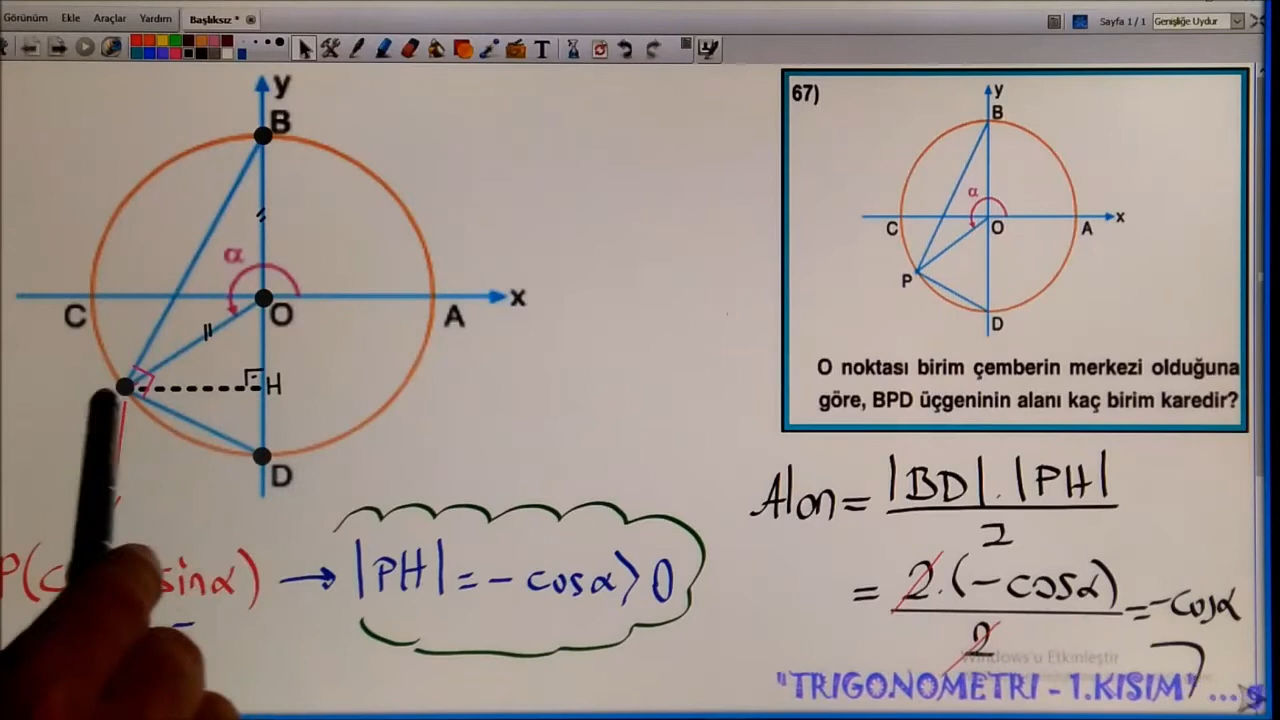 Görünüm Ekle Araçlar Yardım Başlıksız *
Sayfa 1 / 1 Genişliğe Uydur
T
y
B
α
C O A x
H
D
P( sinα) → |PH| = - cosα > 0
67)
y
B
α
C O A x
P
D
O noktası birim çemberin merkezi olduğuna
göre, BPD üçgeninin alanı kaç birim karedir?
Alan = |BD| . |PH|
2
= 2.(-cosα) = -cosα
2
Windows'u Etkinleştir
"TRIGONOMETRI - 1.KISIM" ...